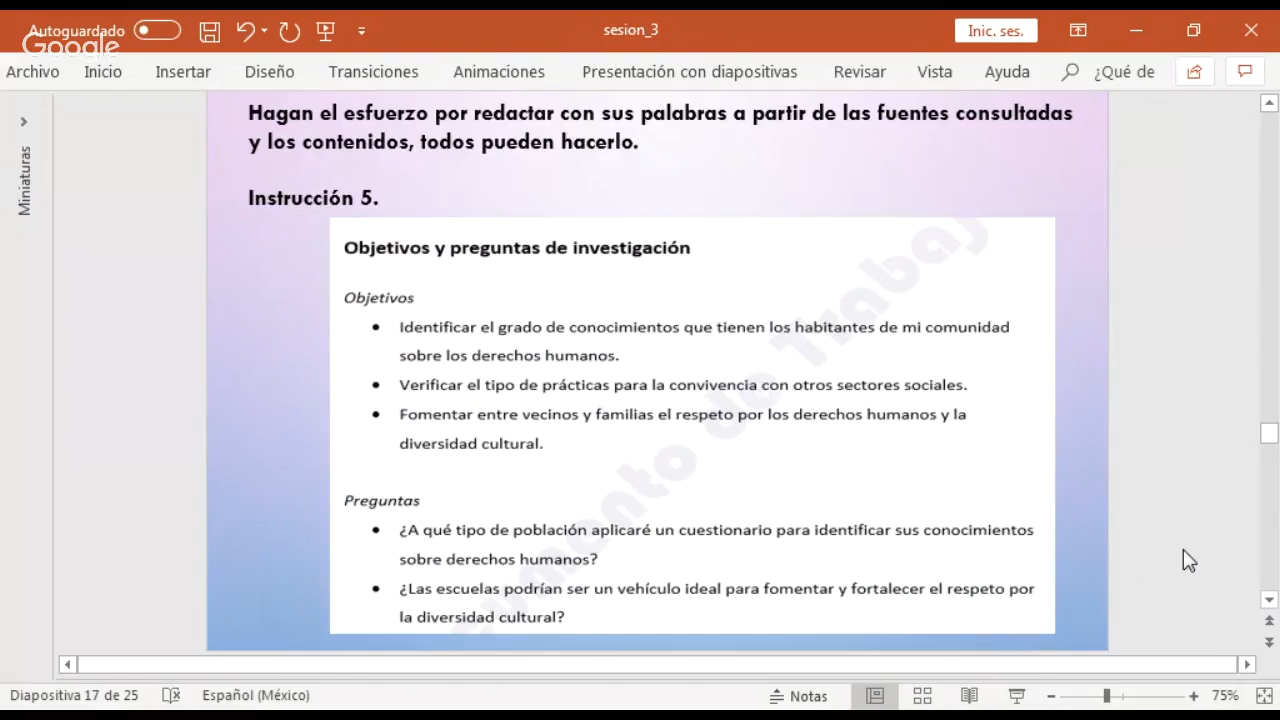 Autoguardado
Google
sesion_3
Inic. ses.
Archivo Inicio Insertar Diseño Transiciones Animaciones Presentación con diapositivas Revisar Vista Ayuda ¿Qué de
Miniaturas
Hagan el esfuerzo por redactar con sus palabras a partir de las fuentes consultadas
y los contenidos, todos pueden hacerlo.
Instrucción 5.
Objetivos y preguntas de investigación
Objetivos
• Identificar el grado de conocimientos que tienen los habitantes de mi comunidad
sobre los derechos humanos.
• Verificar el tipo de prácticas para la convivencia con otros sectores sociales.
• Fomentar entre vecinos y familias el respeto por los derechos humanos y la
diversidad cultural.
Preguntas
• ¿A qué tipo de población aplicaré un cuestionario para identificar sus conocimientos
sobre derechos humanos?
• ¿Las escuelas podrían ser un vehículo ideal para fomentar y fortalecer el respeto por
la diversidad cultural?
umento de Trabaj
Diapositiva 17 de 25 Español (México) Notas 75%